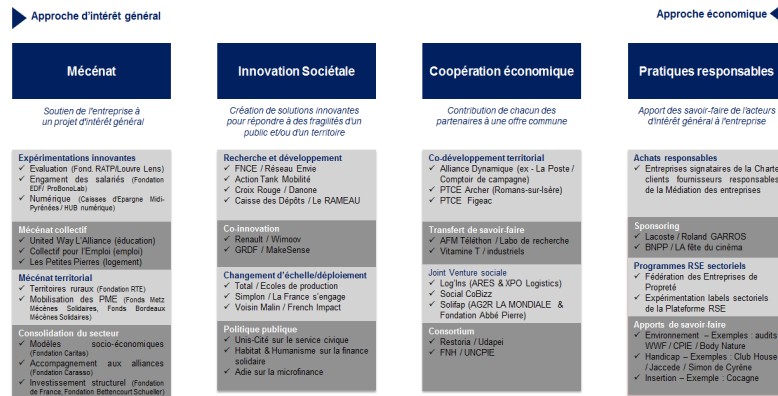 Approche d'intérêt général
Approche économique
Mécénat
Soutien de l'entreprise à
un projet d'intérêt général
Expérimentations innovantes
✓ Evaluation (Fond. RATP/Louvre Lens)
✓ Engament des salariés (Fondation
EDF/ ProBonoLab)
✓ Numérique (Caisses d'Epargne Midi-
Pyrénées / HUB numérique)
Mécénat collectif
✓ United Way L'Alliance (éducation)
✓ Collectif pour l'Emploi (emploi)
✓ Les Petites Pierres (logement)
Mécénat territorial
✓ Territoires ruraux (Fondation RTE)
✓ Mobilisation des PME (Fonds Metz
Mécènes Solidaires, Fonds Bordeaux
Mécènes Solidaires)
Consolidation du secteur
✓ Modèles socio-économiques
(Fondation Caritas)
✓ Accompagnement aux alliances
(Fondation Carasso)
✓ Investissement structurel (Fondation
de France, Fondation Bettencourt Schueller)
Innovation Sociétale
Création de solutions innovantes
pour répondre à des fragilités d'un
public et/ou d'un territoire
Recherche et développement
✓ FNCE / Réseau Envie
✓ Action Tank Mobilité
✓ Croix Rouge / Danone
✓ Caisse des Dépôts / Le RAMEAU
Co-innovation
✓ Renault / Wimoov
✓ GRDF / MakeSense
Changement d'échelle/déploiement
✓ Total / Ecoles de production
✓ Simplon / La France s'engage
✓ Voisin Malin / French Impact
Politique publique
✓ Unis-Cité sur le service civique
✓ Habitat & Humanisme sur la finance
solidaire
✓ Adie sur la microfinance
Coopération économique
Contribution de chacun des
partenaires à une offre commune
Co-développement territorial
✓ Alliance Dynamique (ex - La Poste /
Comptoir de campagne)
✓ PTCE Archer (Romans-sur-Isère)
✓ PTCE Figeac
Transfert de savoir-faire
✓ AFM Téléthon / Labo de recherche
✓ Vitamine T / industriels
Joint Venture sociale
✓ Log'Ins (ARES & XPO Logistics)
✓ Social CoBizz
✓ Solifap (AG2R LA MONDIALE &
Fondation Abbé Pierre)
Consortium
✓ Restoria / Udapei
✓ FNH / UNCPIE
Pratiques responsables
Apport des savoir-faire de l'acteurs
d'intérêt général à l'entreprise
Achats responsables
✓ Entreprises signataires de la Charte
clients fournisseurs responsables
de la Médiation des entreprises
Sponsoring
✓ Lacoste / Roland GARROS
✓ BNPP / LA fête du cinéma
Programmes RSE sectoriels
✓ Fédération des Entreprises de
Propreté
✓ Expérimentation labels sectoriels
de la Plateforme RSE
Apports de savoir-faire
✓ Environnement – Exemples : audits
WWF / CPIE / Body Nature
✓ Handicap – Exemples : Club House
/ Jaccede / Simon de Cyrène
✓ Insertion – Exemple : Cocagne